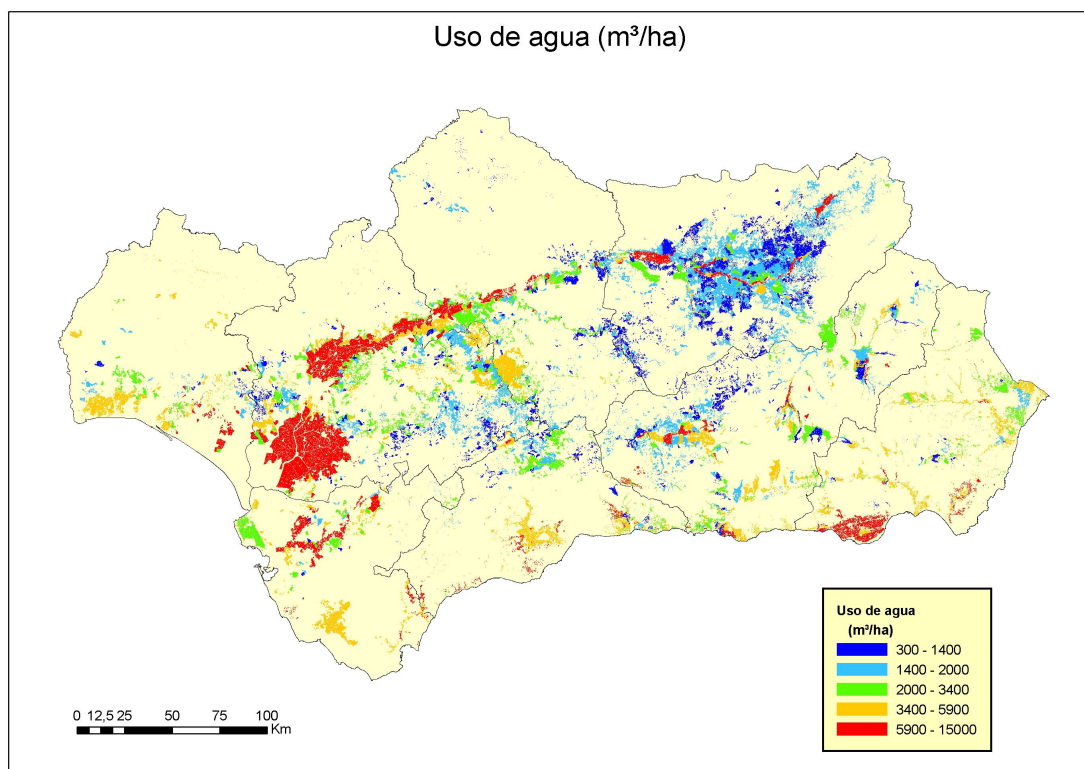 Uso de agua (m³/ha)
Uso de agua
(m³/ha)
300 - 1400
1400 - 2000
2000 - 3400
3400 - 5900
5900 - 15000
0 12,5 25 50 75 100
Km